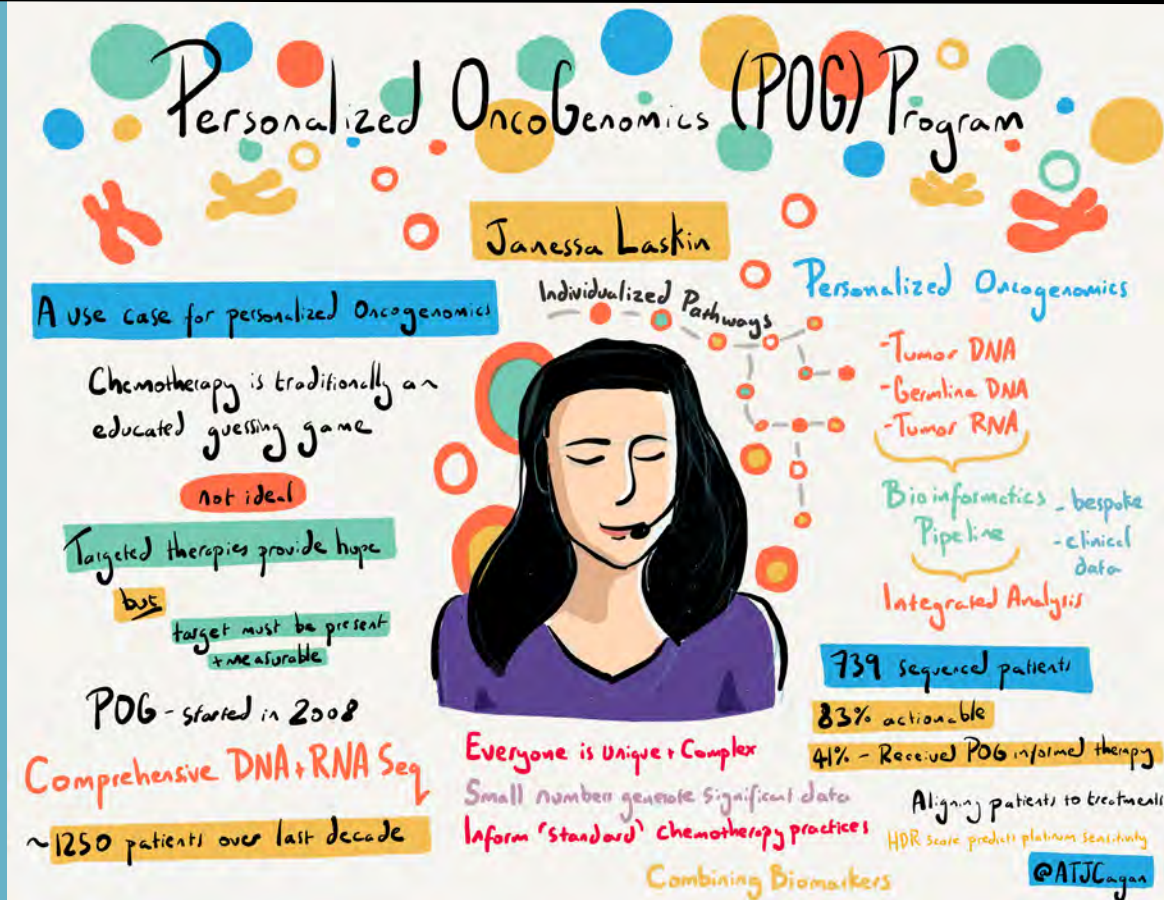 Personalized OncoGenomics (POG) Program
Janessa Laskin
A use case for personalized Oncogenomics
Chemotherapy is traditionally an
educated guessing game
not ideal
Targeted therapies provide hope
but
target must be present
+ measurable
POG - started in 2008
Comprehensive DNA + RNA Seq
~1250 patients over last decade
Individualized Pathways
Everyone is Unique + Complex
Small number generate significant data
Inform 'standard' chemotherapy practices
Combining Biomarkers
Personalized Oncogenomics
- Tumor DNA
- Germline DNA
- Tumor RNA
Bioinformatics - bespoke
Pipeline - clinical
data
Integrated Analysis
739 sequenced patients
83% actionable
41% - Received POG informed therapy
Aligning patients to treatments
HDR score predicts platinum sensitivity
@ATJCagan